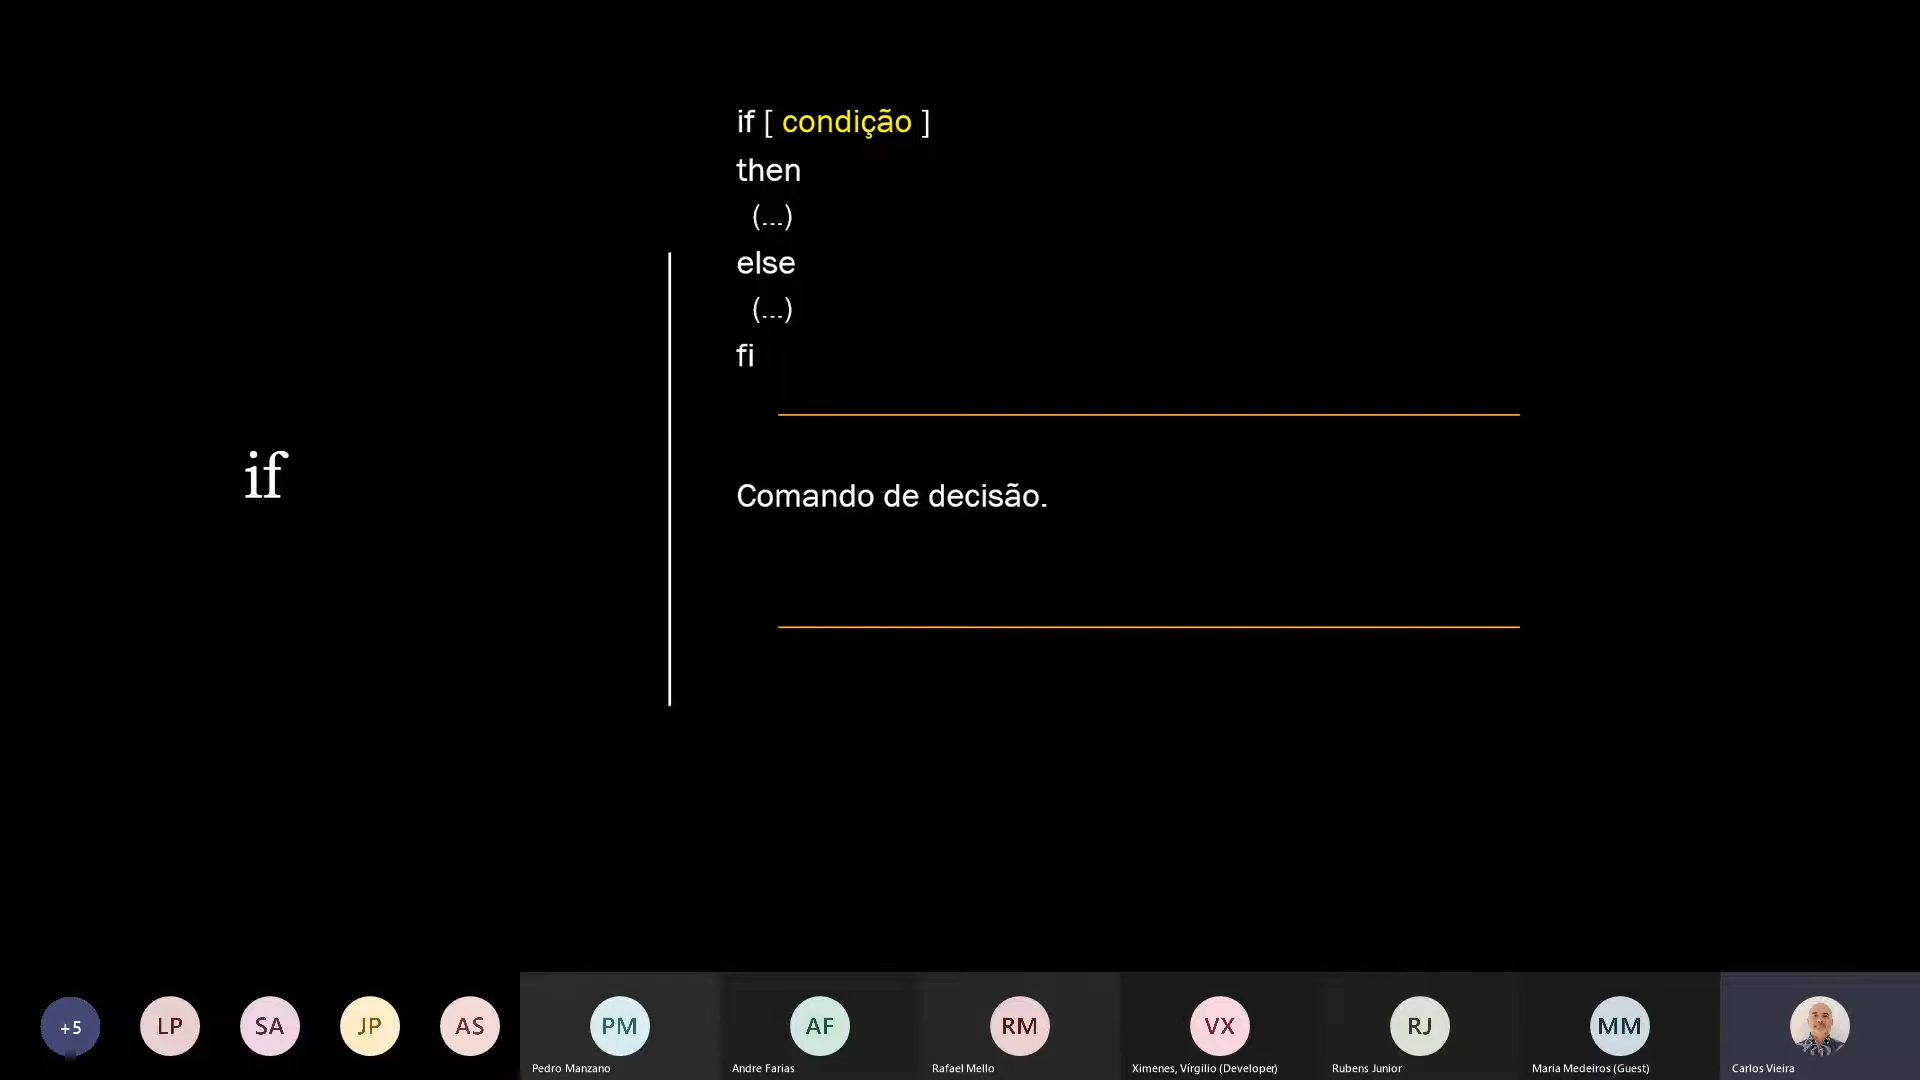 if [ condição ]
then
(...)
else
(...)
fi
if
Comando de decisão.
+5
LP
SA
JP
AS
PM
AF
RM
VX
RJ
MM
Pedro Manzano
Andre Farias
Rafael Mello
Ximenes, Vírgilio (Developer)
Rubens Junior
Maria Medeiros (Guest)
Carlos Vieira